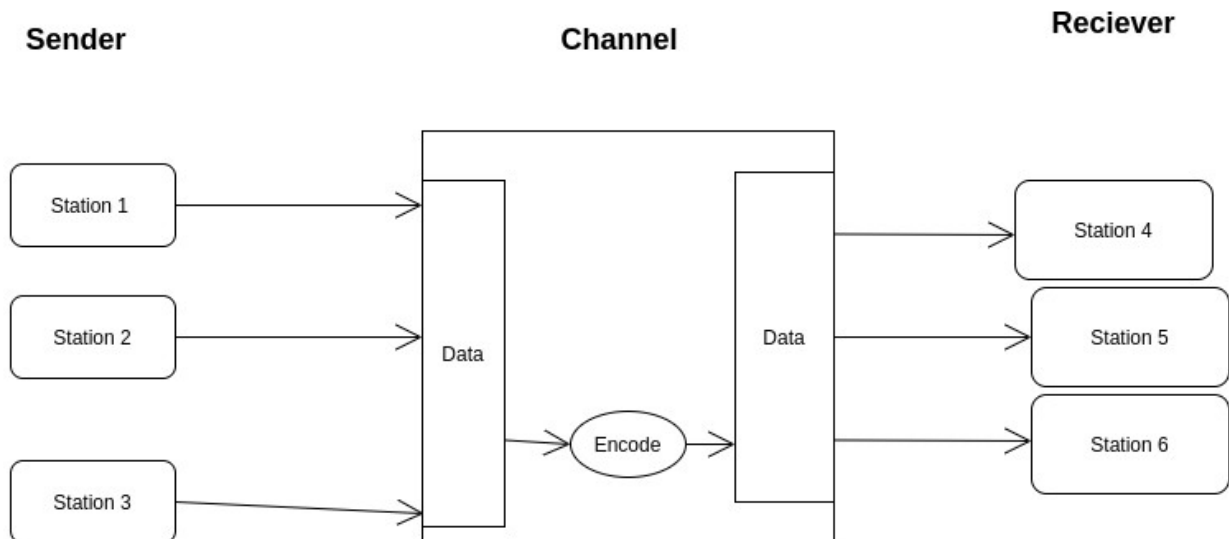 Sender
Channel
Reciever
Station 1
Station 2
Station 3
Data
Encode
Data
Station 4
Station 5
Station 6